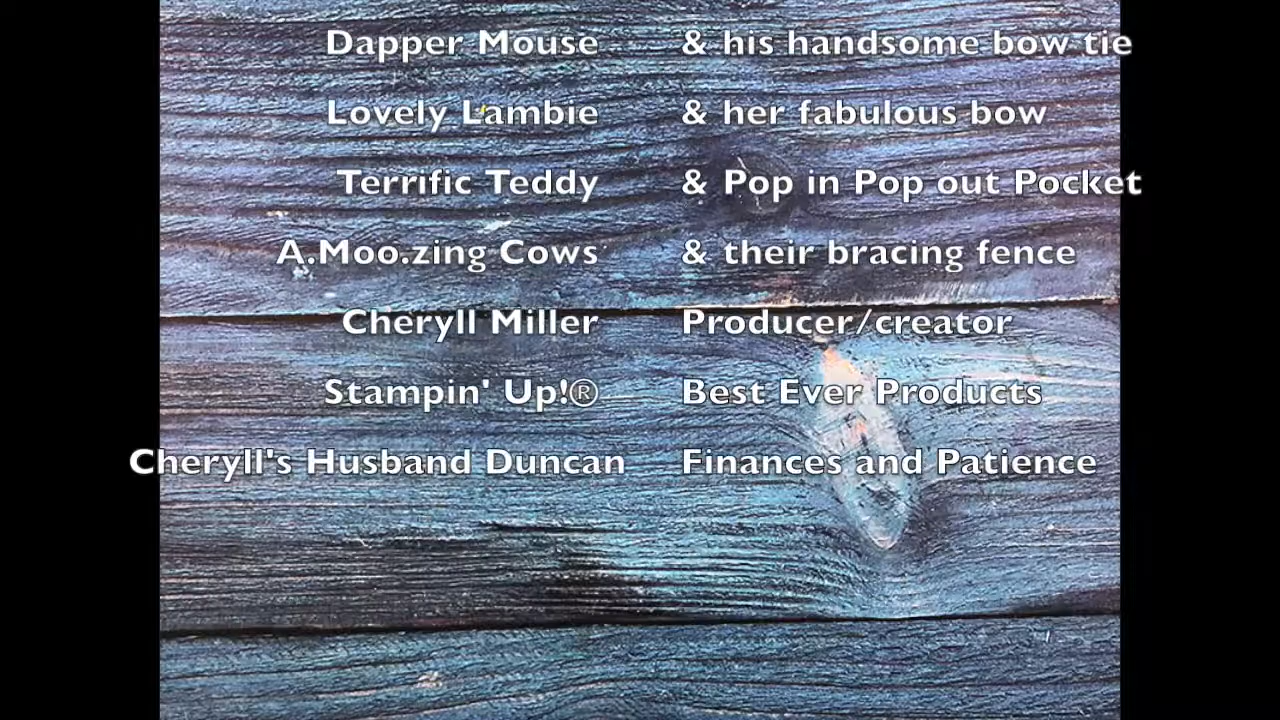 Dapper Mouse & his handsome bow tie
Lovely Lambie & her fabulous bow
Terrific Teddy & Pop in Pop out Pocket
A.Moo.zing Cows & their bracing fence
Cheryll Miller Producer/creator
Stampin' Up!® Best Ever Products
Cheryll's Husband Duncan Finances and Patience